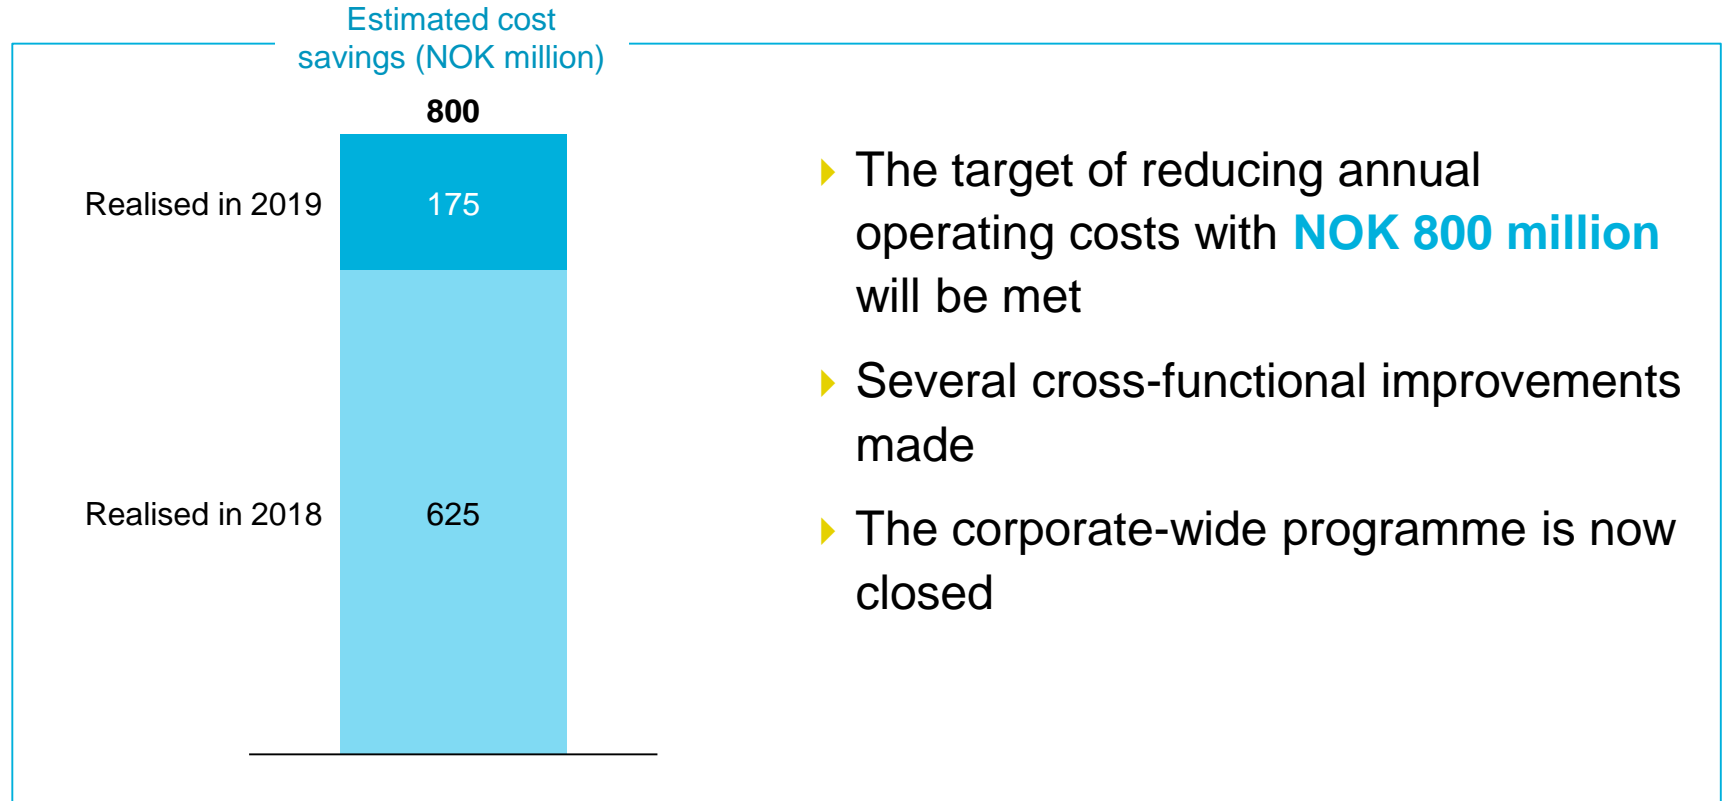 Estimated cost
savings (NOK million)
800
Realised in 2019
175
Realised in 2018
625
The target of reducing annual
operating costs with NOK 800 million
will be met
Several cross-functional improvements
made
The corporate-wide programme is now
closed